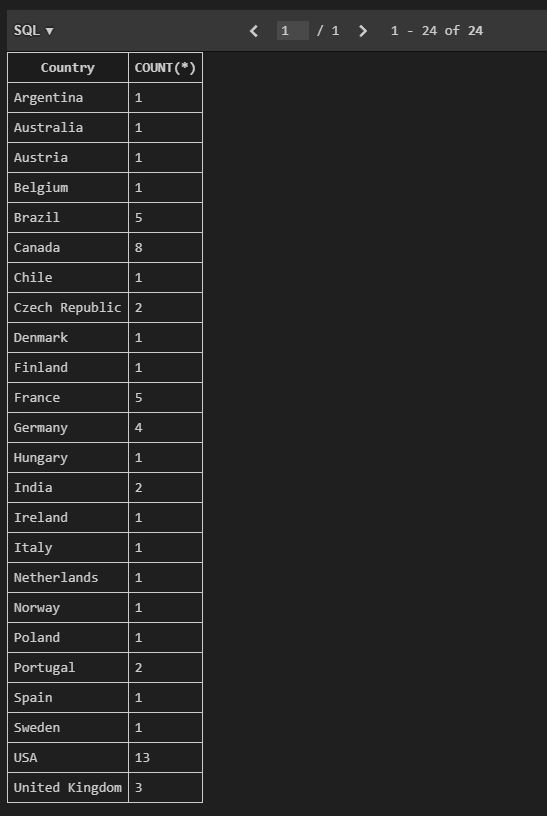 SQL ▼ < 1 / 1 > 1 - 24 of 24
Country COUNT(*)
Argentina 1
Australia 1
Austria 1
Belgium 1
Brazil 5
Canada 8
Chile 1
Czech Republic 2
Denmark 1
Finland 1
France 5
Germany 4
Hungary 1
India 2
Ireland 1
Italy 1
Netherlands 1
Norway 1
Poland 1
Portugal 2
Spain 1
Sweden 1
USA 13
United Kingdom 3